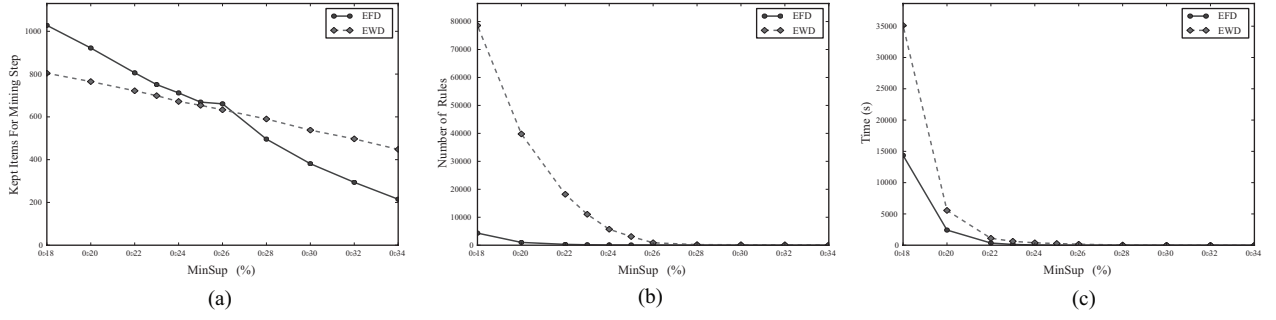 EFD
EWD
1000
800
600
400
200
0
Kept Items For Mining Step
0:18 0:20 0:22 0:24 0:26 0:28 0:30 0:32 0:34
MinSup (%)
(a)
EFD
EWD
80000
70000
60000
50000
40000
30000
20000
10000
0
Number of Rules
0:18 0:20 0:22 0:24 0:26 0:28 0:30 0:32 0:34
MinSup (%)
(b)
EFD
EWD
35000
30000
25000
20000
15000
10000
5000
0
Time (s)
0:18 0:20 0:22 0:24 0:26 0:28 0:30 0:32 0:34
MinSup (%)
(c)